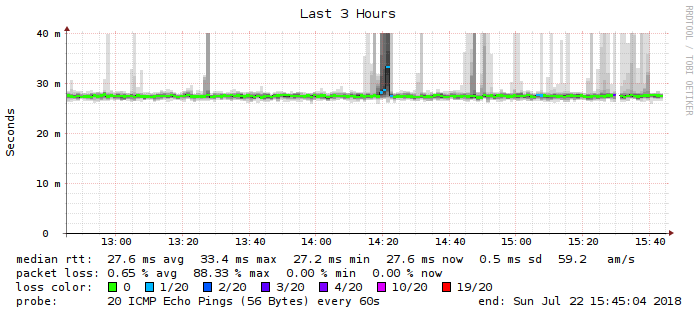 Last 3 Hours
RRDTOOL / TOBI OETIKER
Seconds
40 m
30 m
20 m
10 m
0
13:00 13:20 13:40 14:00 14:20 14:40 15:00 15:20 15:40
median rtt: 27.6 ms avg 33.4 ms max 27.2 ms min 27.6 ms now 0.5 ms sd 59.2 am/s
packet loss: 0.65 % avg 88.33 % max 0.00 % min 0.00 % now
loss color: 0 1/20 2/20 3/20 4/20 10/20 19/20
probe: 20 ICMP Echo Pings (56 Bytes) every 60s end: Sun Jul 22 15:45:04 2018